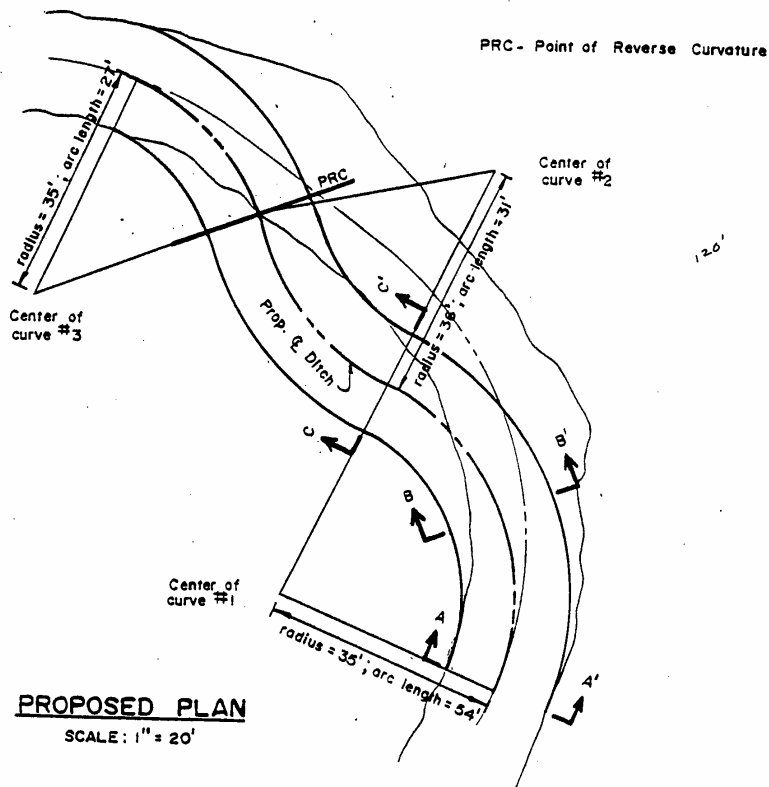 PRC- Point of Reverse Curvature
radius = 35'; arc length = 27'
PRC
Center of
curve #2
120'
radius = 36'; arc length = 31'
C'
Center of
curve #3
Prop. ℄ Ditch
C
B'
B
Center of
curve #1
A
radius = 35'; arc length = 54'
A'
PROPOSED PLAN
SCALE: 1" = 20'